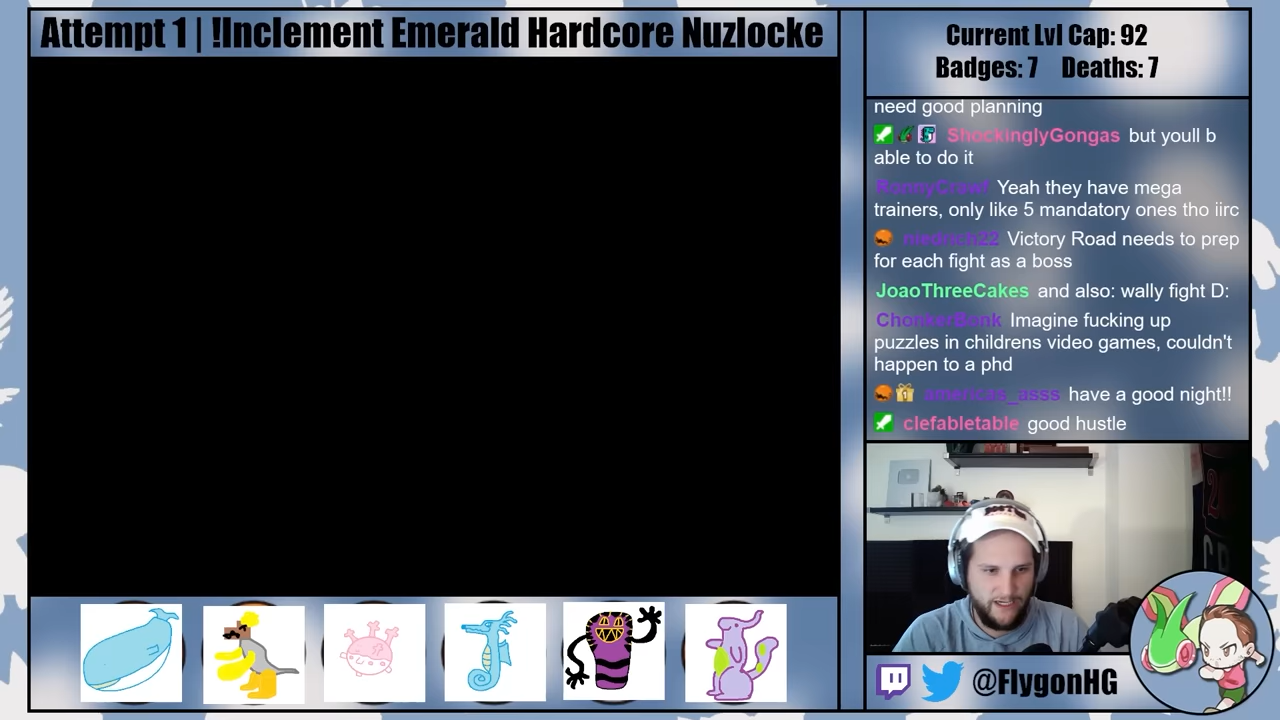 Attempt 1 | !Inclement Emerald Hardcore Nuzlocke
Current Lvl Cap: 92
Badges: 7 Deaths: 7
need good planning
ShockinglyGongas but youll b
able to do it
Yeah they have mega
trainers, only like 5 mandatory ones tho iirc
Victory Road needs to prep
for each fight as a boss
JoaoThreeCakes and also: wally fight D:
ChonkerBonk Imagine fucking up
puzzles in childrens video games, couldn't
happen to a phd
americas_asss have a good night!!
clefabletable good hustle
@FlygonHG